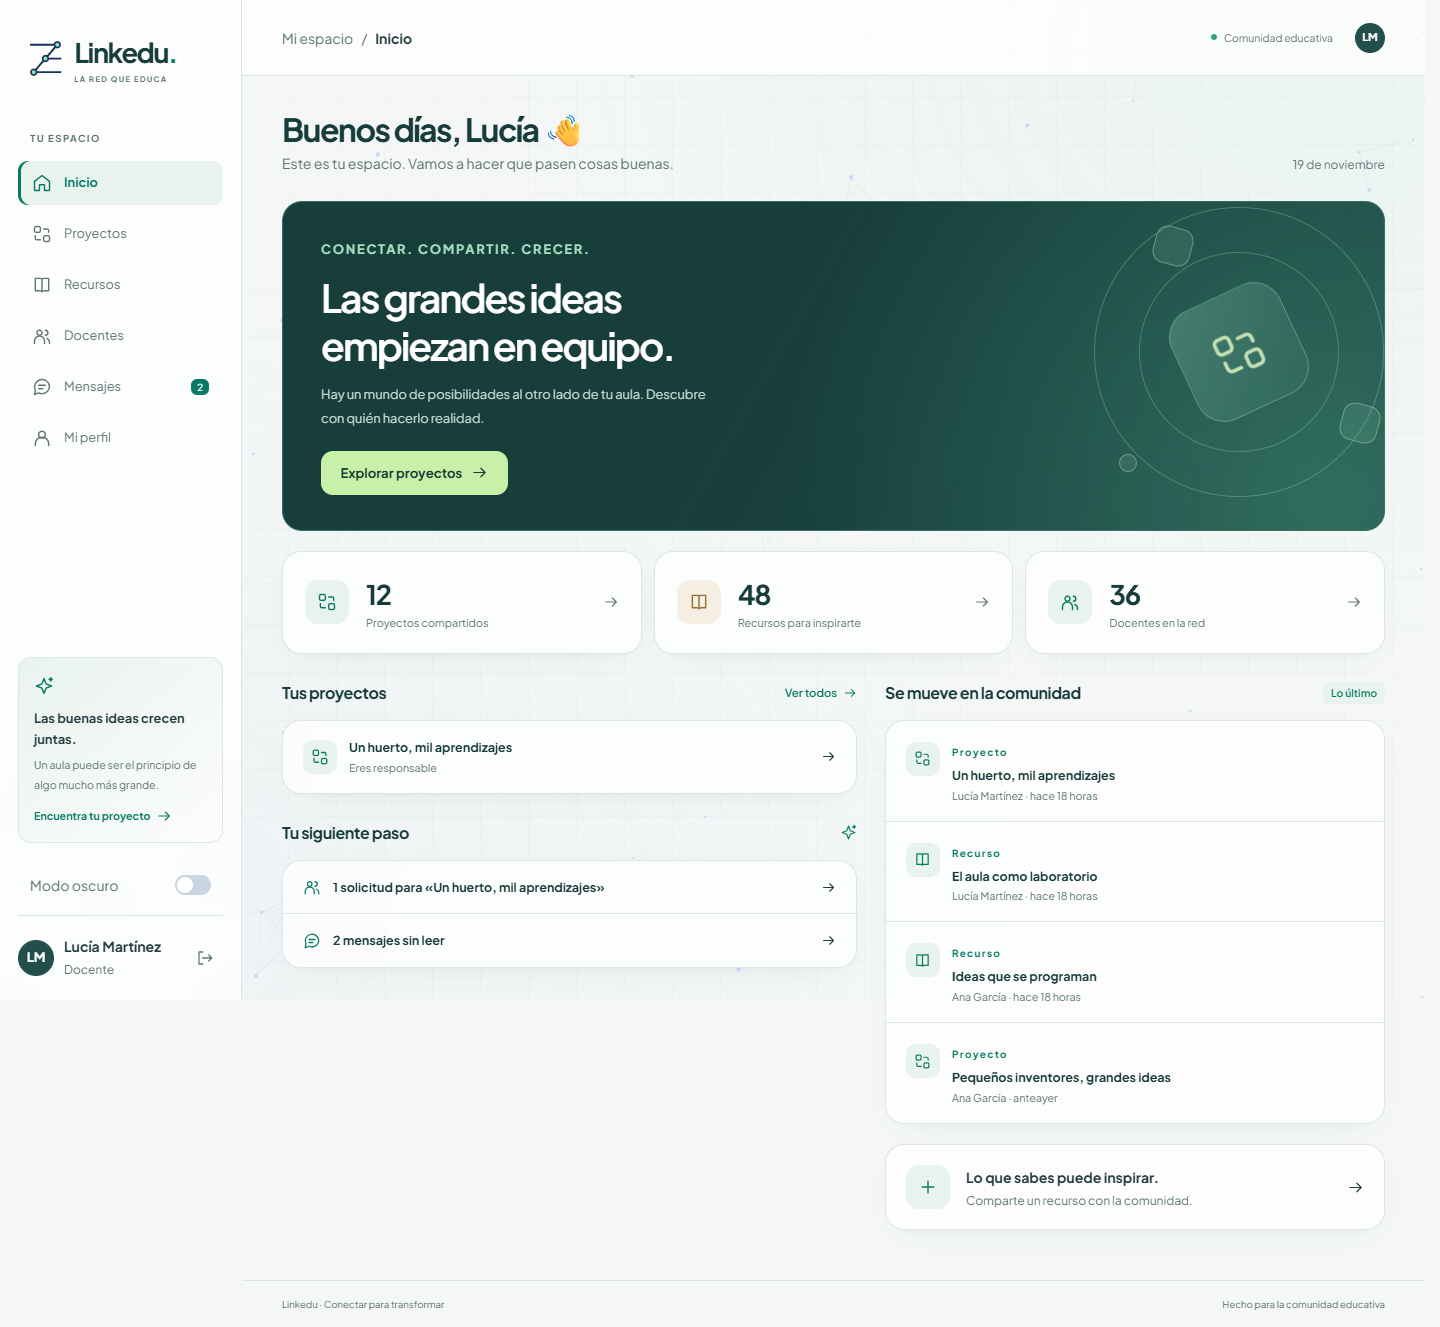 Linkedu.
LA RED QUE EDUCA
TU ESPACIO
Inicio
Proyectos
Recursos
Docentes
Mensajes 2
Mi perfil
Las buenas ideas crecen
juntas.
Un aula puede ser el principio de
algo mucho más grande.
Encuentra tu proyecto
Modo oscuro
LM
Lucía Martínez
Docente
Mi espacio / Inicio
Comunidad educativa
LM
Buenos días, Lucía 👋
Este es tu espacio. Vamos a hacer que pasen cosas buenas.
19 de noviembre
CONECTAR. COMPARTIR. CRECER.
Las grandes ideas
empiezan en equipo.
Hay un mundo de posibilidades al otro lado de tu aula. Descubre
con quién hacerlo realidad.
Explorar proyectos
12
Proyectos compartidos
48
Recursos para inspirarte
36
Docentes en la red
Tus proyectos
Ver todos
Un huerto, mil aprendizajes
Eres responsable
Tu siguiente paso
1 solicitud para «Un huerto, mil aprendizajes»
2 mensajes sin leer
Se mueve en la comunidad
Lo último
Proyecto
Un huerto, mil aprendizajes
Lucía Martínez · hace 18 horas
Recurso
El aula como laboratorio
Lucía Martínez · hace 18 horas
Recurso
Ideas que se programan
Ana García · hace 18 horas
Proyecto
Pequeños inventores, grandes ideas
Ana García · anteayer
Lo que sabes puede inspirar.
Comparte un recurso con la comunidad.
Linkedu · Conectar para transformar
Hecho para la comunidad educativa